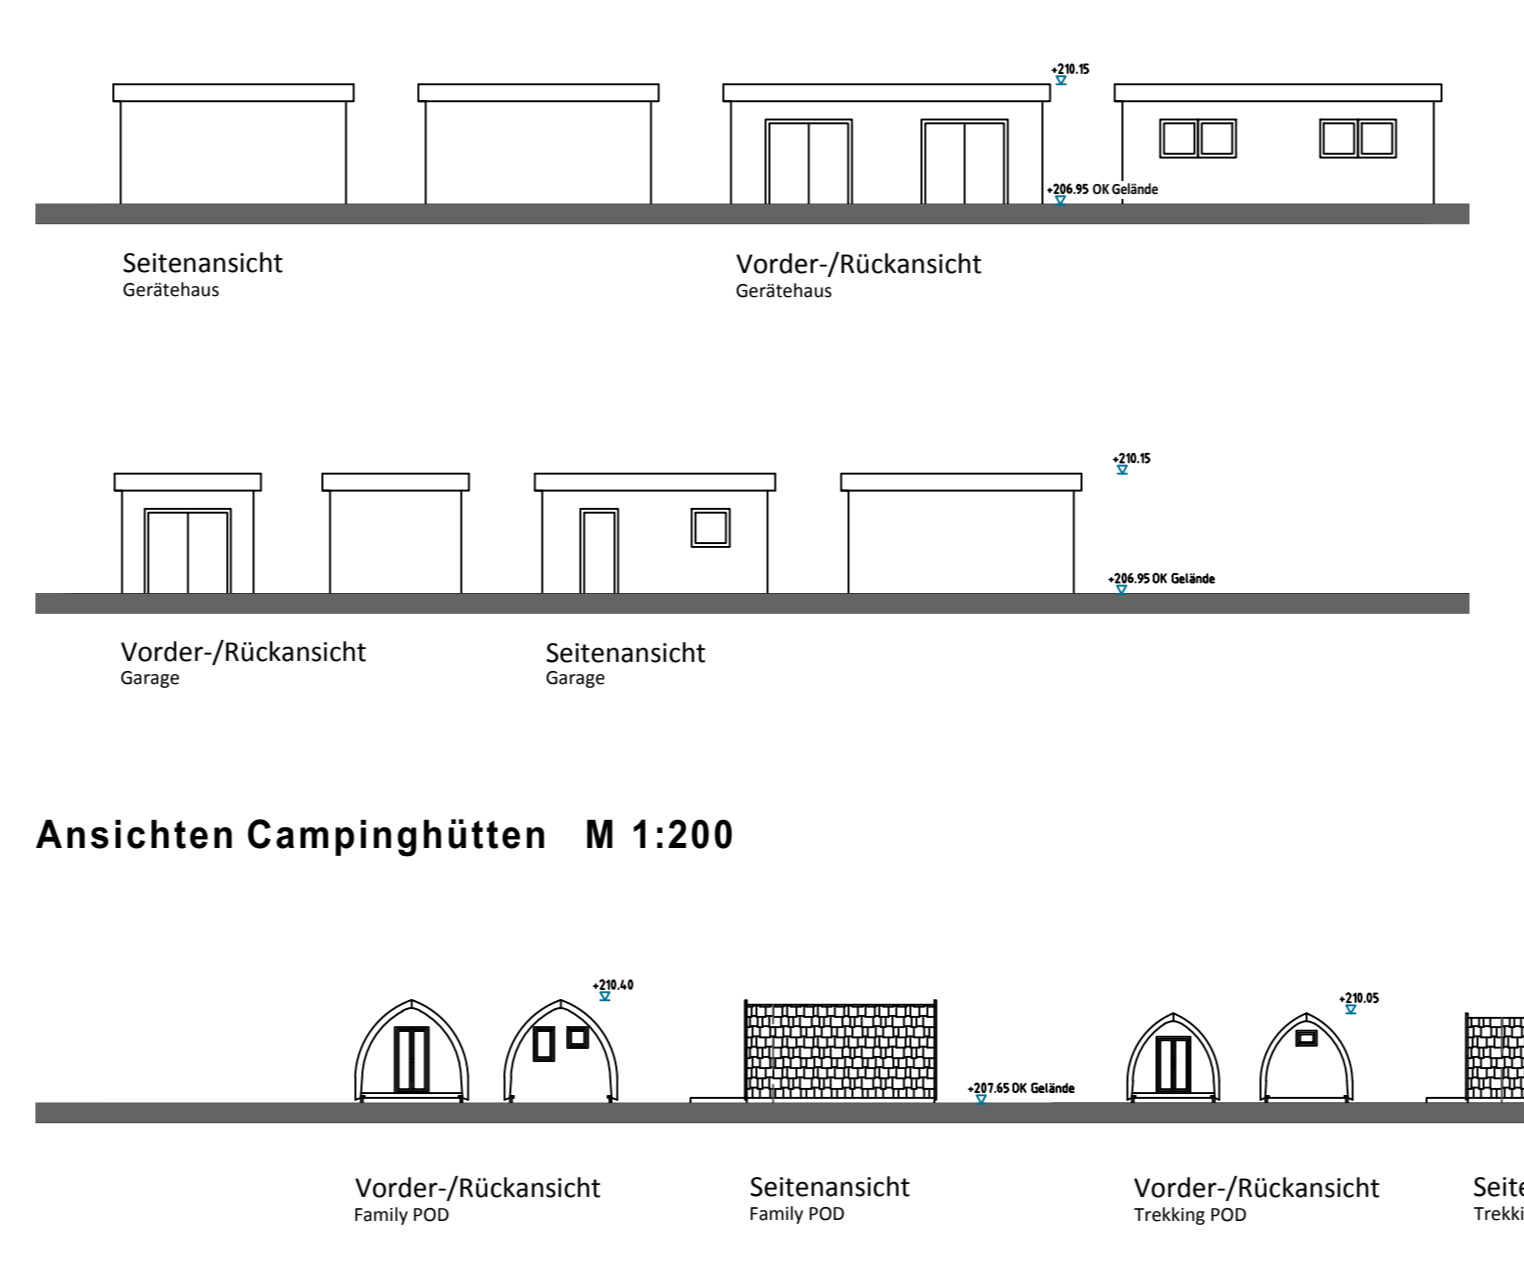 +210.15
+206.95 OK Gelände
Seitenansicht
Gerätehaus
Vorder-/Rückansicht
Gerätehaus
+210.15
+206.95 OK Gelände
Vorder-/Rückansicht
Garage
Seitenansicht
Garage
Ansichten Campinghütten M 1:200
+210.40
+210.05
+207.65 OK Gelände
Vorder-/Rückansicht
Family POD
Seitenansicht
Family POD
Vorder-/Rückansicht
Trekking POD